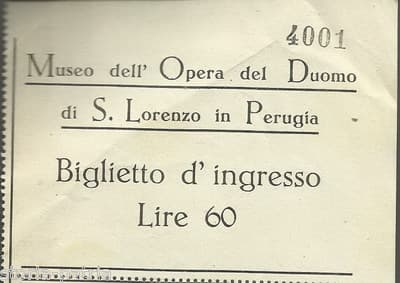 4001
Museo dell' Opera del Duomo
di S. Lorenzo in Perugia
Biglietto d' ingresso
Lire 60